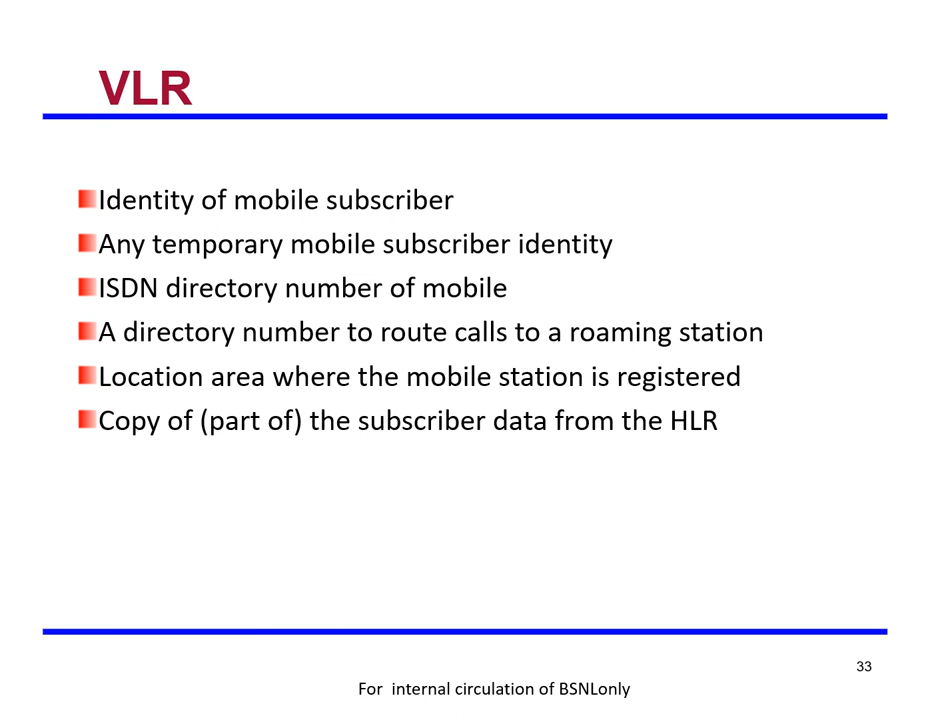 VLR
Identity of mobile subscriber
Any temporary mobile subscriber identity
ISDN directory number of mobile
A directory number to route calls to a roaming station
Location area where the mobile station is registered
Copy of (part of) the subscriber data from the HLR
33
For  internal circulation of BSNLonly